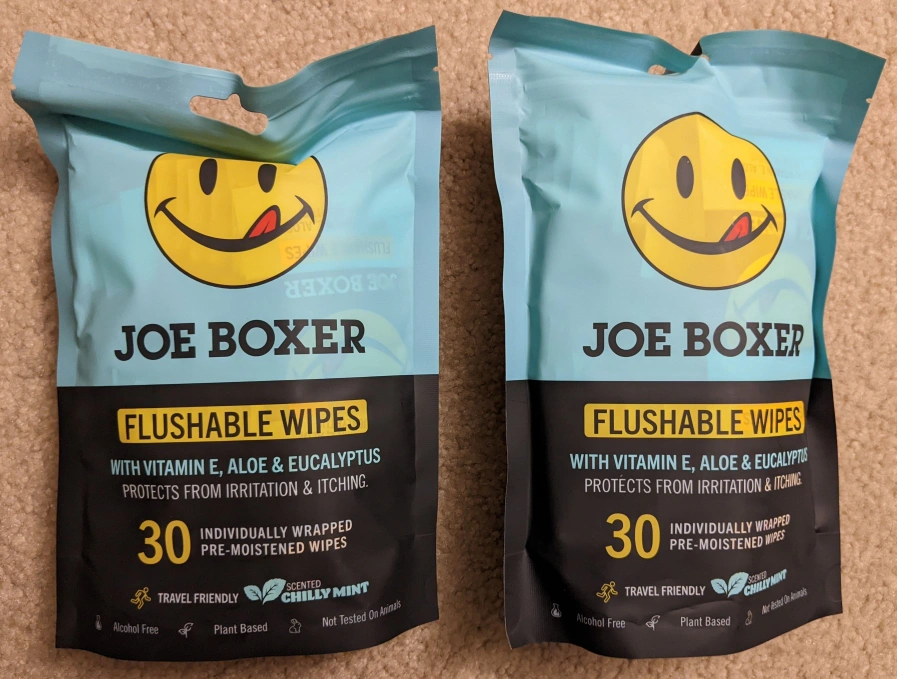 JOE BOXER
FLUSHABLE WIPES
WITH VITAMIN E, ALOE & EUCALYPTUS
PROTECTS FROM IRRITATION & ITCHING.
30 INDIVIDUALLY WRAPPED
PRE-MOISTENED WIPES
TRAVEL FRIENDLY
SCENTED
CHILLY MINT
Alcohol Free
Plant Based
Not Tested On Animals
JOE BOXER
FLUSHABLE WIPES
WITH VITAMIN E, ALOE & EUCALYPTUS
PROTECTS FROM IRRITATION & ITCHING.
30 INDIVIDUALLY WRAPPED
PRE-MOISTENED WIPES
TRAVEL FRIENDLY
SCENTED
CHILLY MINT
Alcohol Free
Plant Based
Not Tested On Animals